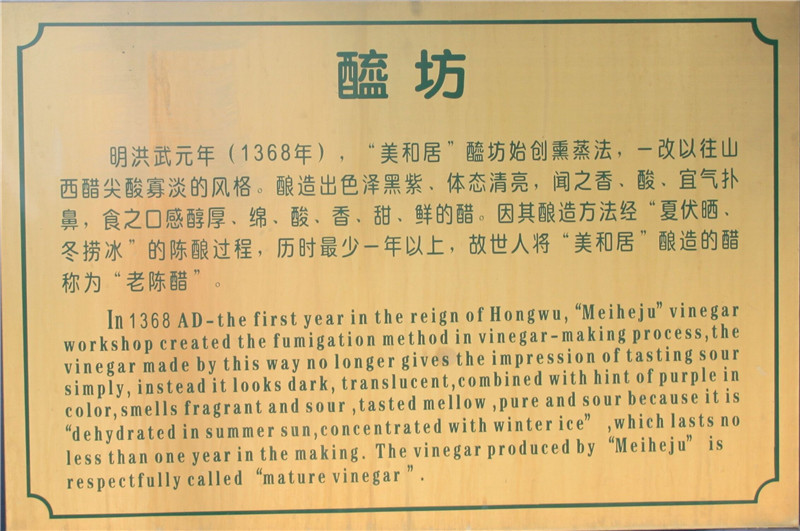 醯坊
明洪武元年（1368年），“美和居”醯坊始创熏蒸法，一改以往山
西醋尖酸寡淡的风格。酿造出色泽黑紫、体态清亮，闻之香、酸、宜气扑
鼻，食之口感醇厚、绵、酸、香、甜、鲜的醋。因其酿造方法经“夏伏晒、
冬捞冰”的陈酿过程，历时最少一年以上，故世人将“美和居”酿造的醋
称为“老陈醋”。
In 1368 AD-the first year in the reign of Hongwu,“Meiheju”vinegar
workshop created the fumigation method in vinegar-making process,the
vinegar made by this way no longer gives the impression of tasting sour
simply, instead it looks dark, translucent,combined with hint of purple in
color,smells fragrant and sour ,tasted mellow ,pure and sour because it is
“dehydrated in summer sun,concentrated with winter ice” ,which lasts no
less than one year in the making. The vinegar produced by “Meiheju” is
respectfully called “mature vinegar ”.